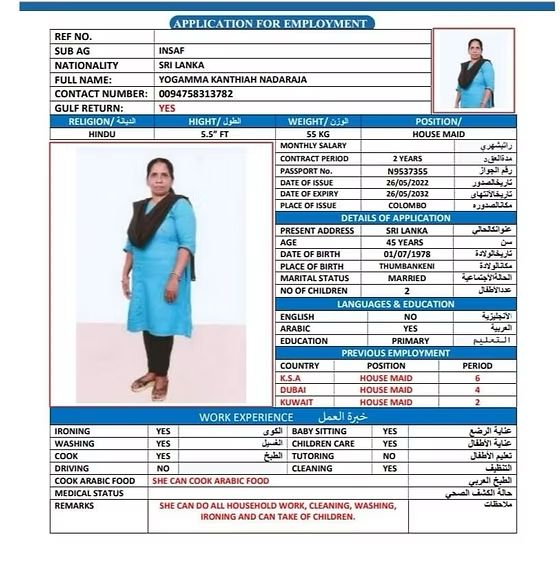 APPLICATION FOR EMPLOYMENT
REF NO.
SUB AG INSAF
NATIONALITY SRI LANKA
FULL NAME: YOGAMMA KANTHIAH NADARAJA
CONTACT NUMBER: 0094758313782
GULF RETURN: YES
RELIGION/ الديانة HIGHT/ الطول WEIGHT/ الوزن POSITION/
HINDU 5.5" FT 55 KG HOUSE MAID
MONTHLY SALARY راتبشهري
CONTRACT PERIOD 2 YEARS مدةالعقود
PASSPORT No. N9537355 رقم الجواز
DATE OF ISSUE 26/05/2022 تاريخالصدور
DATE OF EXPIRY 26/05/2032 تاريخالانتهاى
PLACE OF ISSUE COLOMBO مكانالصدوره
DETAILS OF APPLICATION
PRESENT ADDRESS SRI LANKA عنوانكالحالي
AGE 45 YEARS سن
DATE OF BIRTH 01/07/1978 تاريخالولادة
PLACE OF BIRTH THUMBANKENI مكانالولادة
MARITAL STATUS MARRIED الحالةالاجتماعية
NO OF CHILDREN 2 عددالأطفال
LANGUAGES & EDUCATION
ENGLISH NO الانجليزية
ARABIC YES العربية
EDUCATION PRIMARY التعليم
PREVIOUS EMPLOYMENT
COUNTRY POSITION PERIOD
K.S.A HOUSE MAID 6
DUBAI HOUSE MAID 4
KUWAIT HOUSE MAID 2
WORK EXPERIENCE خبرة العمل
IRONING YES الكوى BABY SITTING YES عناية الرضع
WASHING YES الغسيل CHILDREN CARE YES عناية الأطفال
COOK YES الطبخ TUTORING NO تعليم الأطفال
DRIVING NO CLEANING YES التنظيف
COOK ARABIC FOOD SHE CAN COOK ARABIC FOOD الطبخ العربي
MEDICAL STATUS حالة الكشف الصحي
REMARKS SHE CAN DO ALL HOUSEHOLD WORK, CLEANING, WASHING, ملاحظات
IRONING AND CAN TAKE OF CHILDREN.